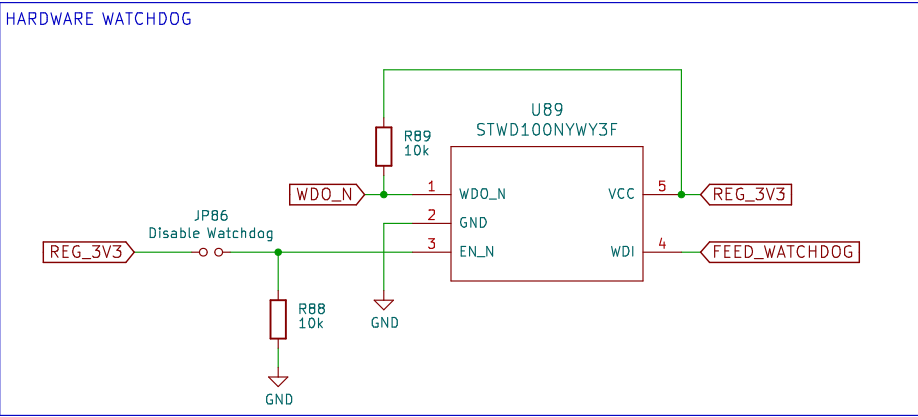 HARDWARE WATCHDOG
U89
STWD100NYWY3F
R89
10k
WDO_N
1
WDO_N
VCC
5
REG_3V3
2
GND
JP86
Disable Watchdog
REG_3V3
3
EN_N
WDI
4
FEED_WATCHDOG
R88
10k
GND
GND